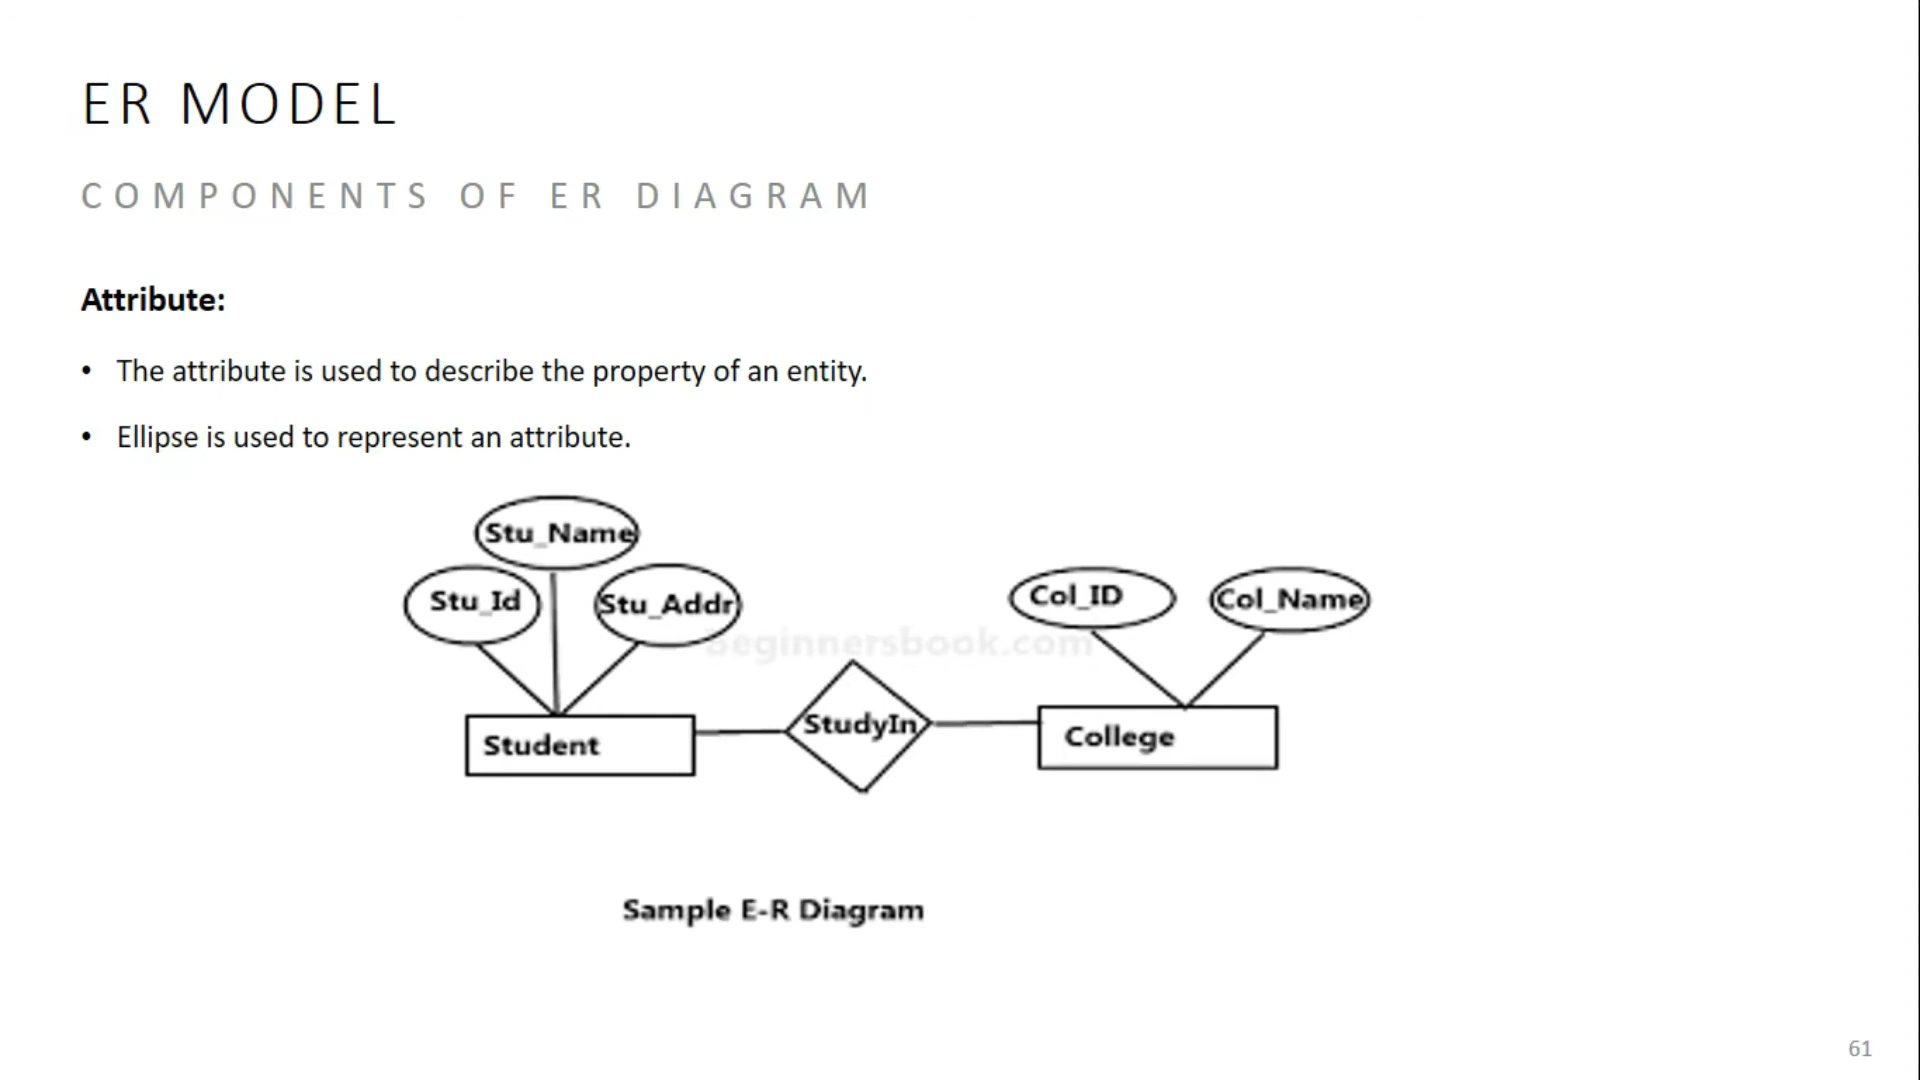 ER MODEL
COMPONENTS OF ER DIAGRAM
Attribute:
• The attribute is used to describe the property of an entity.
• Ellipse is used to represent an attribute.
Stu_Name
Stu_Id
Stu_Addr
Col_ID
Col_Name
Beginnersbook.com
Student
StudyIn
College
Sample E-R Diagram
61